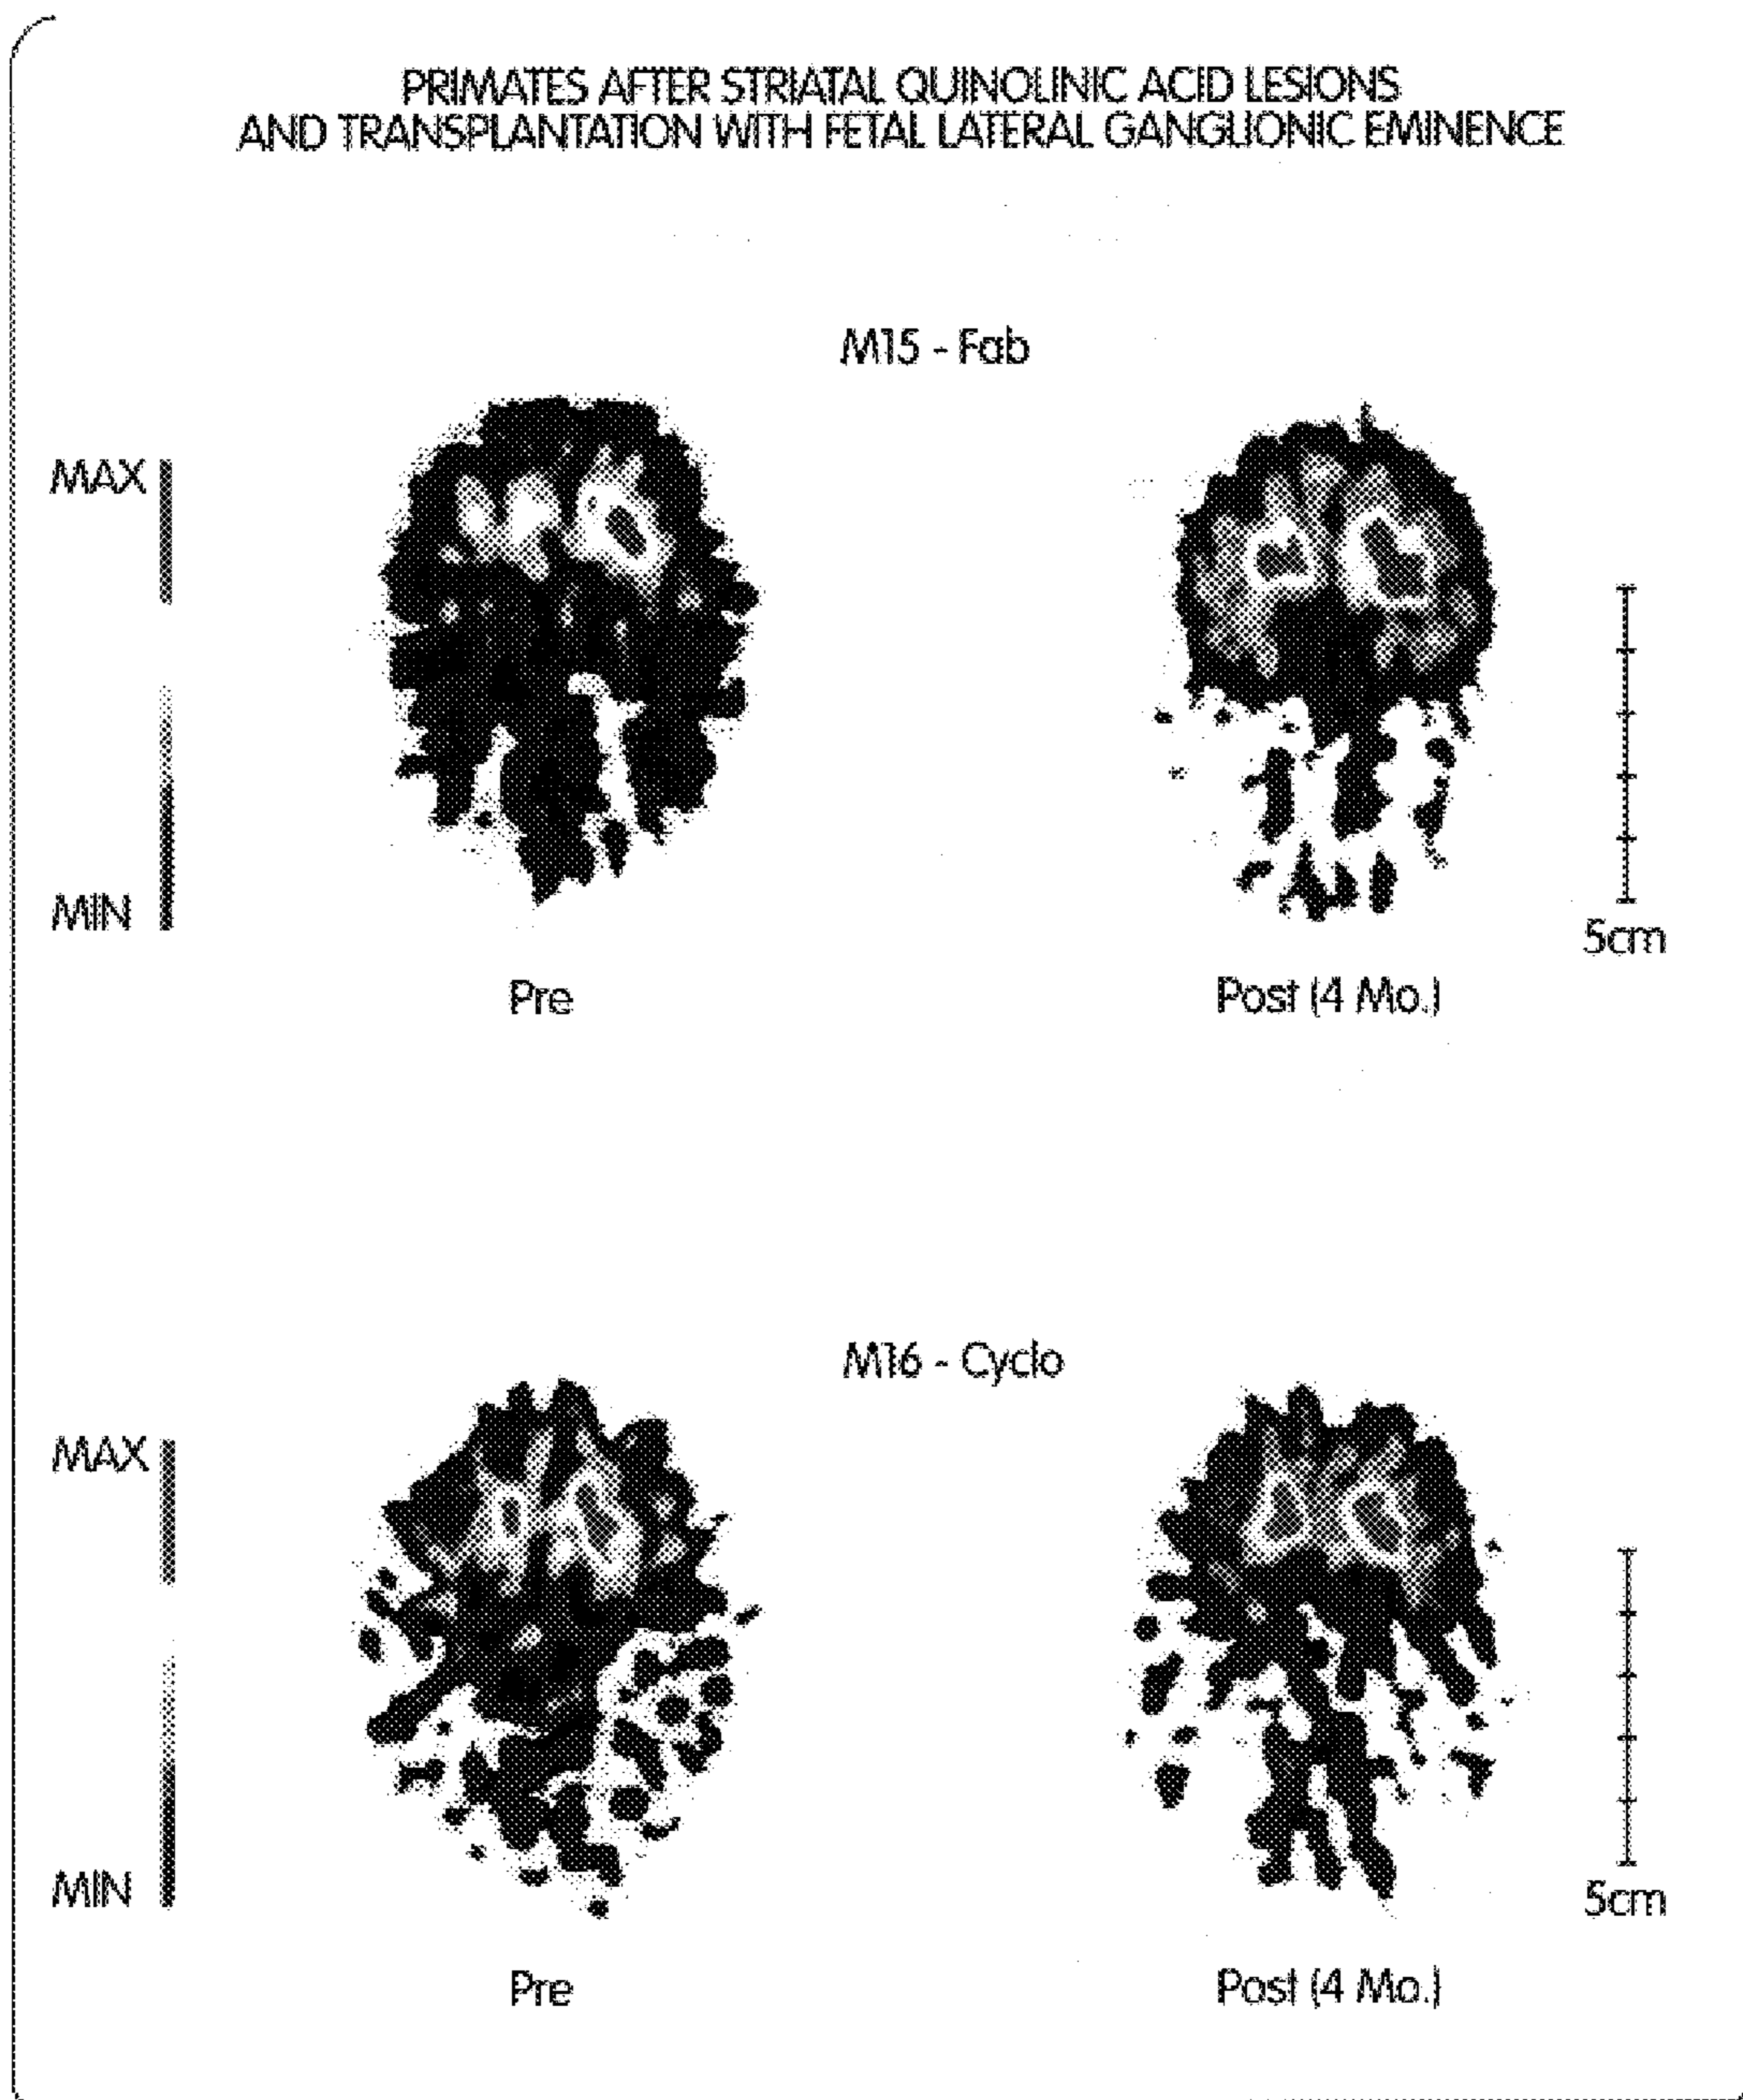 PRIMATES AFTER STRIATAL QUINOLINIC ACID LESIONS
AND TRANSPLANTATION WITH FETAL LATERAL GANGLIONIC EMINENCE
M15 - Fab
MAX
MIN
5cm
Pre
Post (4 Mo.)
M16 - Cyclo
MAX
MIN
5cm
Pre
Post (4 Mo.)